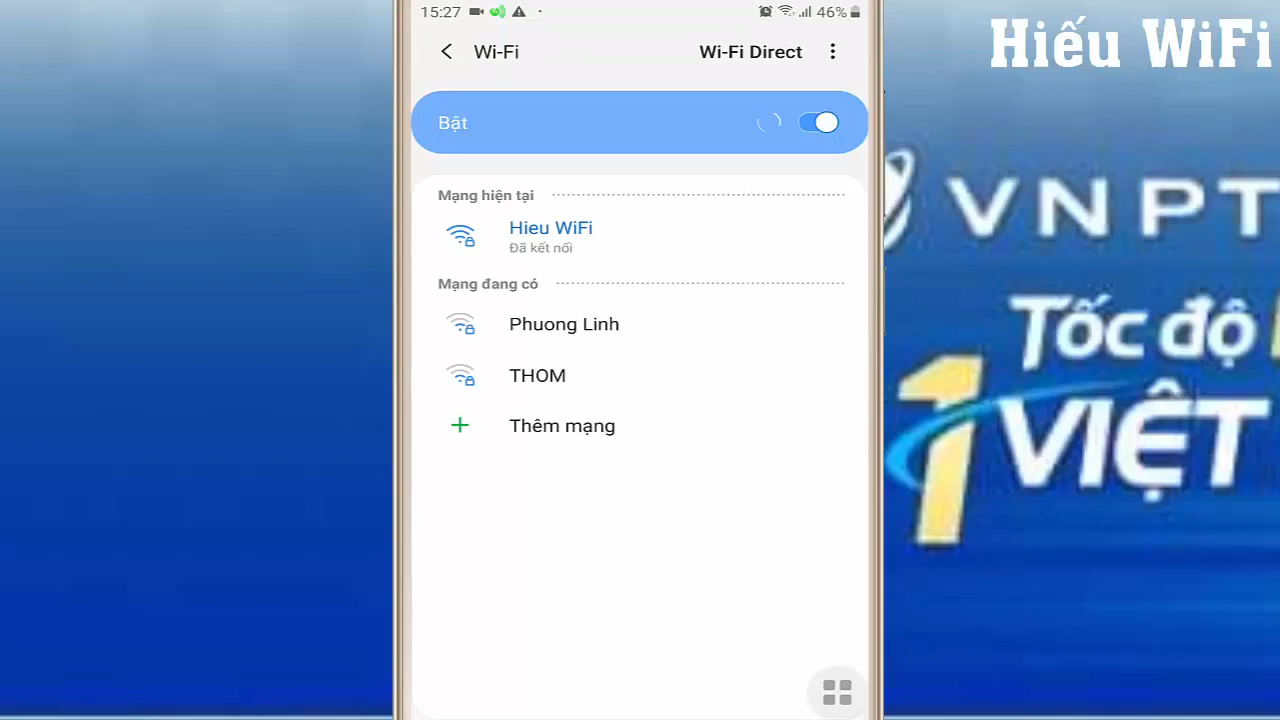 15:27
46%
Hiếu WiFi
Wi-Fi
Wi-Fi Direct
Bật
Mạng hiện tại
Hieu WiFi
Đã kết nối
Mạng đang có
Phuong Linh
THOM
Thêm mạng
VNPT
Tốc độ
1 VIỆT